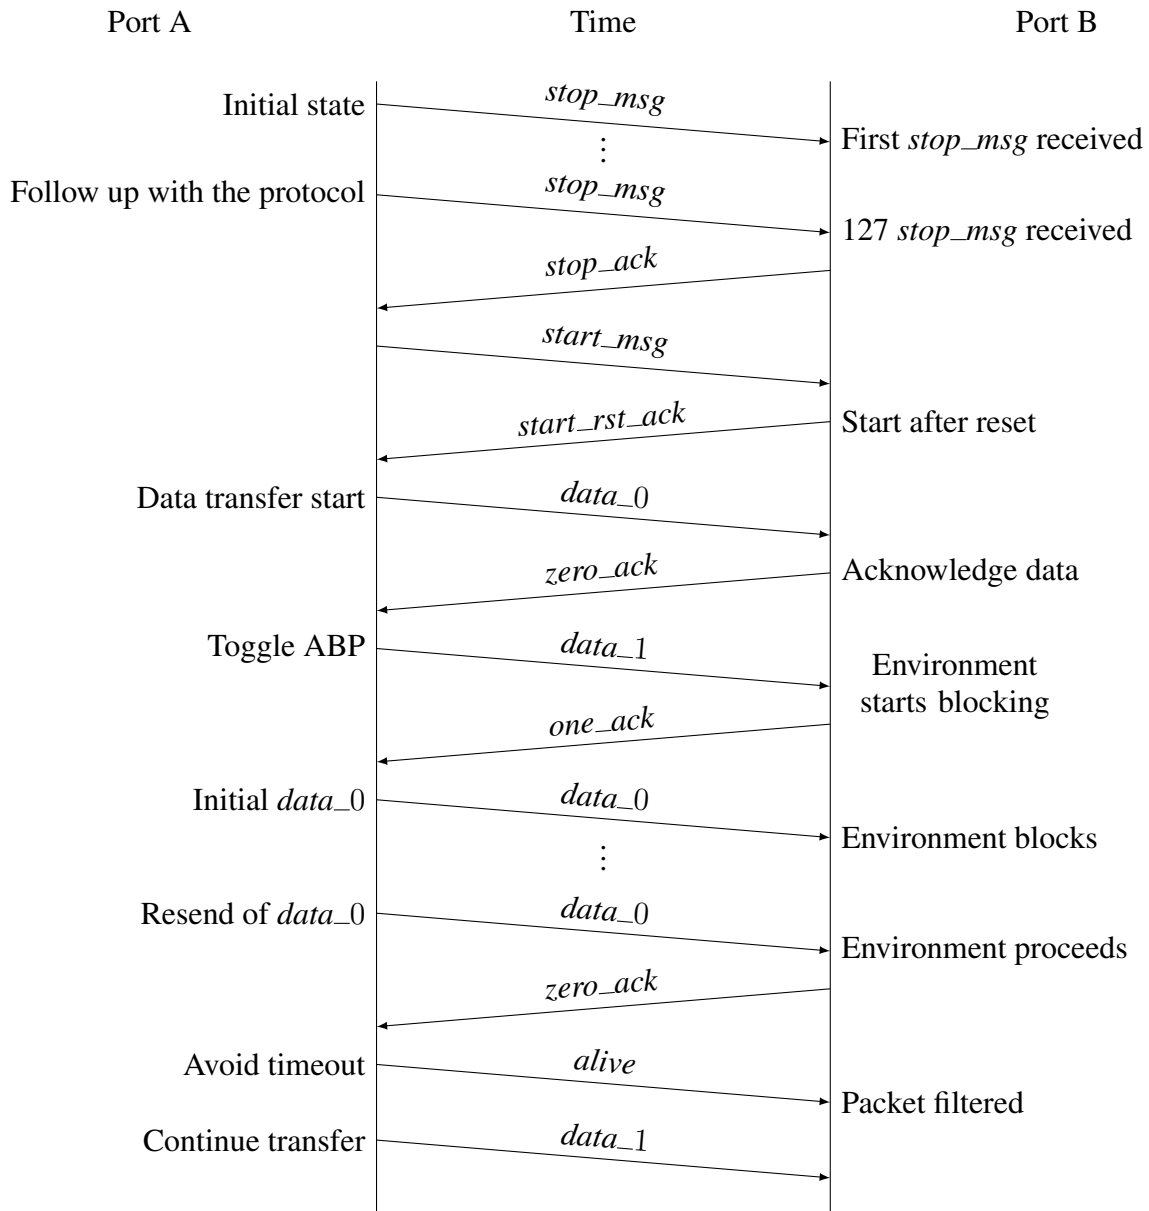 Port A
Time
Port B
Initial state
stop_msg
First stop_msg received
⋮
Follow up with the protocol
stop_msg
127 stop_msg received
stop_ack
start_msg
start_rst_ack
Start after reset
Data transfer start
data_0
zero_ack
Acknowledge data
Toggle ABP
data_1
Environment
starts blocking
one_ack
Initial data_0
data_0
Environment blocks
⋮
Resend of data_0
data_0
Environment proceeds
zero_ack
Avoid timeout
alive
Packet filtered
Continue transfer
data_1